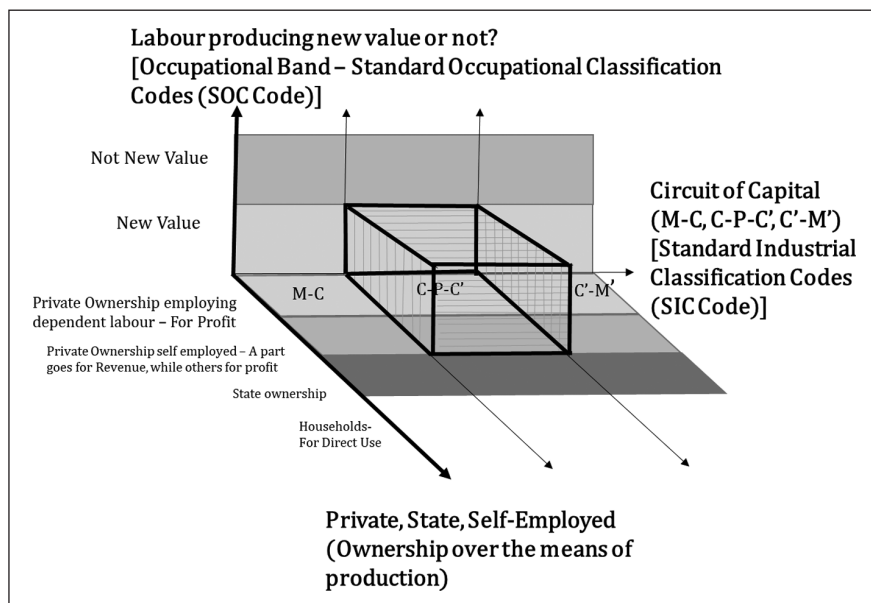 Labour producing new value or not?
[Occupational Band – Standard Occupational Classification
Codes (SOC Code)]
Not New Value
New Value
Circuit of Capital
(M-C, C-P-C’, C’-M’)
[Standard Industrial
Classification Codes
(SIC Code)]
M-C
C-P-C’
C’-M’
Private Ownership employing
dependent labour – For Profit
Private Ownership self employed – A part
goes for Revenue, while others for profit
State ownership
Households-
For Direct Use
Private, State, Self-Employed
(Ownership over the means of
production)